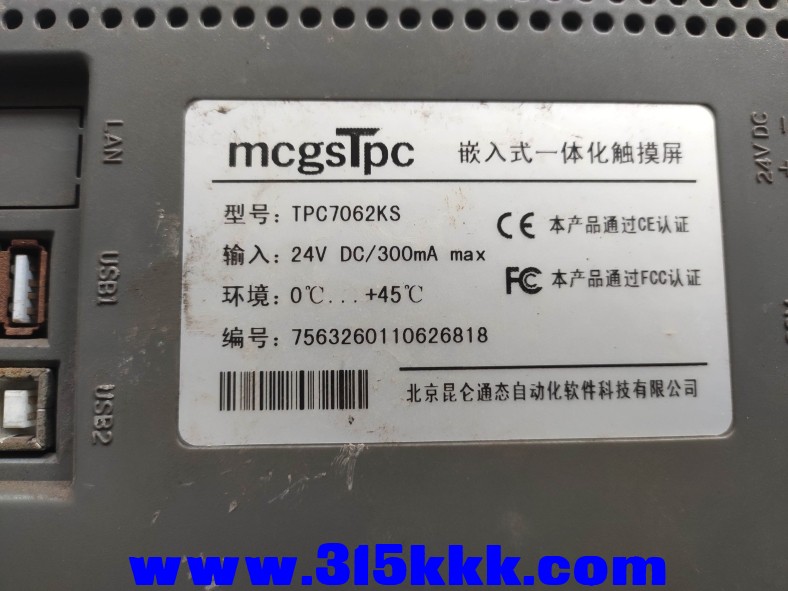 LAN
USB1
USB2
mcgsTpc 嵌入式一体化触摸屏
型号: TPC7062KS
输入: 24V DC/300mA max
环境: 0℃...+45℃
编号: 7563260110626818
CE 本产品通过CE认证
FC 本产品通过FCC认证
北京昆仑通态自动化软件科技有限公司
24V DC
www.315kkk.com